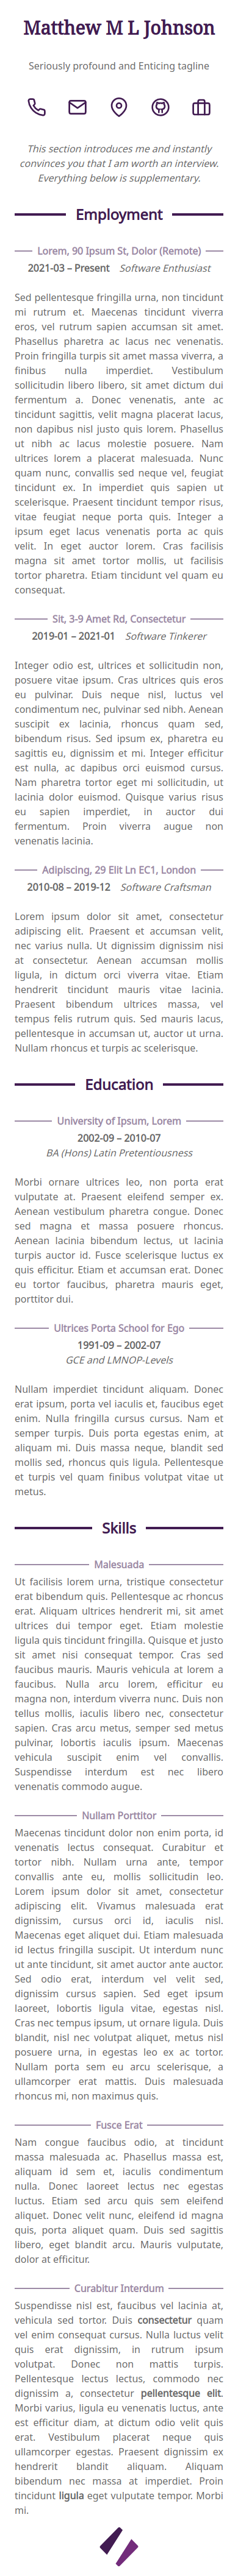 Matthew M L Johnson
Seriously profound and Enticing tagline
This section introduces me and instantly
convinces you that I am worth an interview.
Everything below is supplementary.
Employment
Lorem, 90 Ipsum St, Dolor (Remote)
2021-03 – Present Software Enthusiast
Sed pellentesque fringilla urna, non tincidunt
mi rutrum et. Maecenas tincidunt viverra
eros, vel rutrum sapien accumsan sit amet.
Phasellus pharetra ac lacus nec venenatis.
Proin fringilla turpis sit amet massa viverra, a
finibus nulla imperdiet. Vestibulum
sollicitudin libero libero, sit amet dictum dui
fermentum a. Donec venenatis, ante ac
tincidunt sagittis, velit magna placerat lacus,
non dapibus nisl justo quis lorem. Phasellus
ut nibh ac lacus molestie posuere. Nam
ultrices lorem a placerat malesuada. Nunc
quam nunc, convallis sed neque vel, feugiat
tincidunt ex. In imperdiet quis sapien ut
scelerisque. Praesent tincidunt tempor risus,
vitae feugiat neque porta quis. Integer a
ipsum eget lacus venenatis porta ac quis
velit. In eget auctor lorem. Cras facilisis
magna sit amet tortor mollis, ut facilisis
tortor pharetra. Etiam tincidunt vel quam eu
consequat.
Sit, 3-9 Amet Rd, Consectetur
2019-01 – 2021-01 Software Tinkerer
Integer odio est, ultrices et sollicitudin non,
posuere vitae ipsum. Cras ultrices quis eros
eu pulvinar. Duis neque nisl, luctus vel
condimentum nec, pulvinar sed nibh. Aenean
suscipit ex lacinia, rhoncus quam sed,
bibendum risus. Sed ipsum ex, pharetra eu
sagittis eu, dignissim et mi. Integer efficitur
est nulla, ac dapibus orci euismod cursus.
Nam pharetra tortor eget mi sollicitudin, ut
lacinia dolor euismod. Quisque varius risus
eu sapien imperdiet, in auctor dui
fermentum. Proin viverra augue non
venenatis lacinia.
Adipiscing, 29 Elit Ln EC1, London
2010-08 – 2019-12 Software Craftsman
Lorem ipsum dolor sit amet, consectetur
adipiscing elit. Praesent et accumsan velit,
nec varius nulla. Ut dignissim dignissim nisi
at consectetur. Aenean accumsan mollis
ligula, in dictum orci viverra vitae. Etiam
hendrerit tincidunt mauris vitae lacinia.
Praesent bibendum ultrices massa, vel
tempus felis rutrum quis. Sed mauris lacus,
pellentesque in accumsan ut, auctor ut urna.
Nullam rhoncus et turpis ac scelerisque.
Education
University of Ipsum, Lorem
2002-09 – 2010-07
BA (Hons) Latin Pretentiousness
Morbi ornare ultrices leo, non porta erat
vulputate at. Praesent eleifend semper ex.
Aenean vestibulum pharetra congue. Donec
sed magna et massa posuere rhoncus.
Aenean lacinia bibendum lectus, ut lacinia
turpis auctor id. Fusce scelerisque luctus ex
quis efficitur. Etiam et accumsan erat. Donec
eu tortor faucibus, pharetra mauris eget,
porttitor dui.
Ultrices Porta School for Ego
1991-09 – 2002-07
GCE and LMNOP-Levels
Nullam imperdiet tincidunt aliquam. Donec
erat ipsum, porta vel iaculis et, faucibus eget
enim. Nulla fringilla cursus cursus. Nam et
semper turpis. Duis porta egestas enim, at
aliquam mi. Duis massa neque, blandit sed
mollis sed, rhoncus quis ligula. Pellentesque
et turpis vel quam finibus volutpat vitae ut
metus.
Skills
Malesuada
Ut facilisis lorem urna, tristique consectetur
erat bibendum quis. Pellentesque ac rhoncus
erat. Aliquam ultrices hendrerit mi, sit amet
ultrices dui tempor eget. Etiam molestie
ligula quis tincidunt fringilla. Quisque et justo
sit amet nisi consequat tempor. Cras sed
faucibus mauris. Mauris vehicula at lorem a
faucibus. Nulla arcu lorem, efficitur eu
magna non, interdum viverra nunc. Duis non
tellus mollis, iaculis libero nec, consectetur
sapien. Cras arcu metus, semper sed metus
pulvinar, lobortis iaculis ipsum. Maecenas
vehicula suscipit enim vel convallis.
Suspendisse interdum est nec libero
venenatis commodo augue.
Nullam Porttitor
Maecenas tincidunt dolor non enim porta, id
venenatis lectus consequat. Curabitur et
tortor nibh. Nullam urna ante, tempor
convallis ante eu, mollis sollicitudin leo.
Lorem ipsum dolor sit amet, consectetur
adipiscing elit. Vivamus malesuada erat
dignissim, cursus orci id, iaculis nisl.
Maecenas eget aliquet dui. Etiam malesuada
id lectus fringilla suscipit. Ut interdum nunc
ut ante tincidunt, sit amet auctor ante auctor.
Sed odio erat, interdum vel velit sed,
dignissim cursus sapien. Sed eget ipsum
laoreet, lobortis ligula vitae, egestas nisl.
Cras nec tempus ipsum, ut ornare ligula. Duis
blandit, nisl nec volutpat aliquet, metus nisl
posuere urna, in egestas leo ex ac tortor.
Nullam porta sem eu arcu scelerisque, a
ullamcorper erat mattis. Duis malesuada
rhoncus mi, non maximus quis.
Fusce Erat
Nam congue faucibus odio, at tincidunt
massa malesuada ac. Phasellus massa est,
aliquam id sem et, iaculis condimentum
nulla. Donec laoreet lectus nec egestas
luctus. Etiam sed arcu quis sem eleifend
aliquet. Donec velit nunc, eleifend id magna
quis, porta aliquet quam. Duis sed sagittis
libero, eget blandit arcu. Mauris vulputate,
dolor at efficitur.
Curabitur Interdum
Suspendisse nisl est, faucibus vel lacinia at,
vehicula sed tortor. Duis consectetur quam
vel enim consequat cursus. Nulla luctus velit
quis erat dignissim, in rutrum ipsum
volutpat. Donec non mattis turpis.
Pellentesque lectus lectus, commodo nec
dignissim a, consectetur pellentesque elit.
Morbi varius, ligula eu venenatis luctus, ante
est efficitur diam, at dictum odio velit quis
erat. Vestibulum placerat neque quis
ullamcorper egestas. Praesent dignissim ex
hendrerit blandit aliquam. Aliquam
bibendum nec massa at imperdiet. Proin
tincidunt ligula eget vulputate tempor. Morbi
mi.